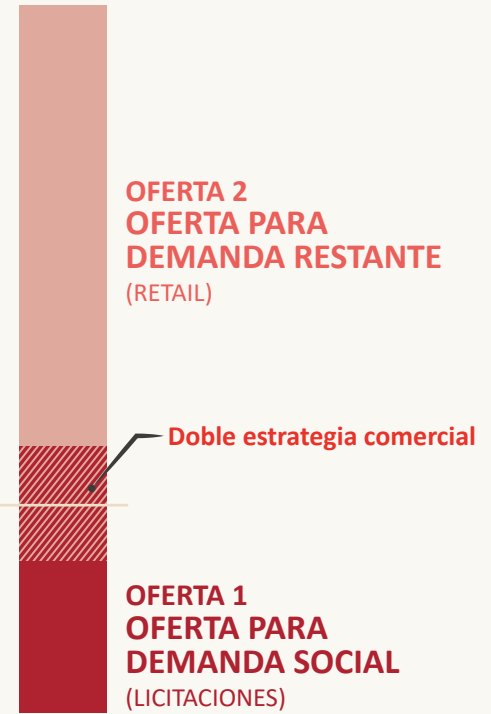 OFERTA 2
OFERTA PARA
DEMANDA RESTANTE
(RETAIL)
Doble estrategia comercial
OFERTA 1
OFERTA PARA
DEMANDA SOCIAL
(LICITACIONES)